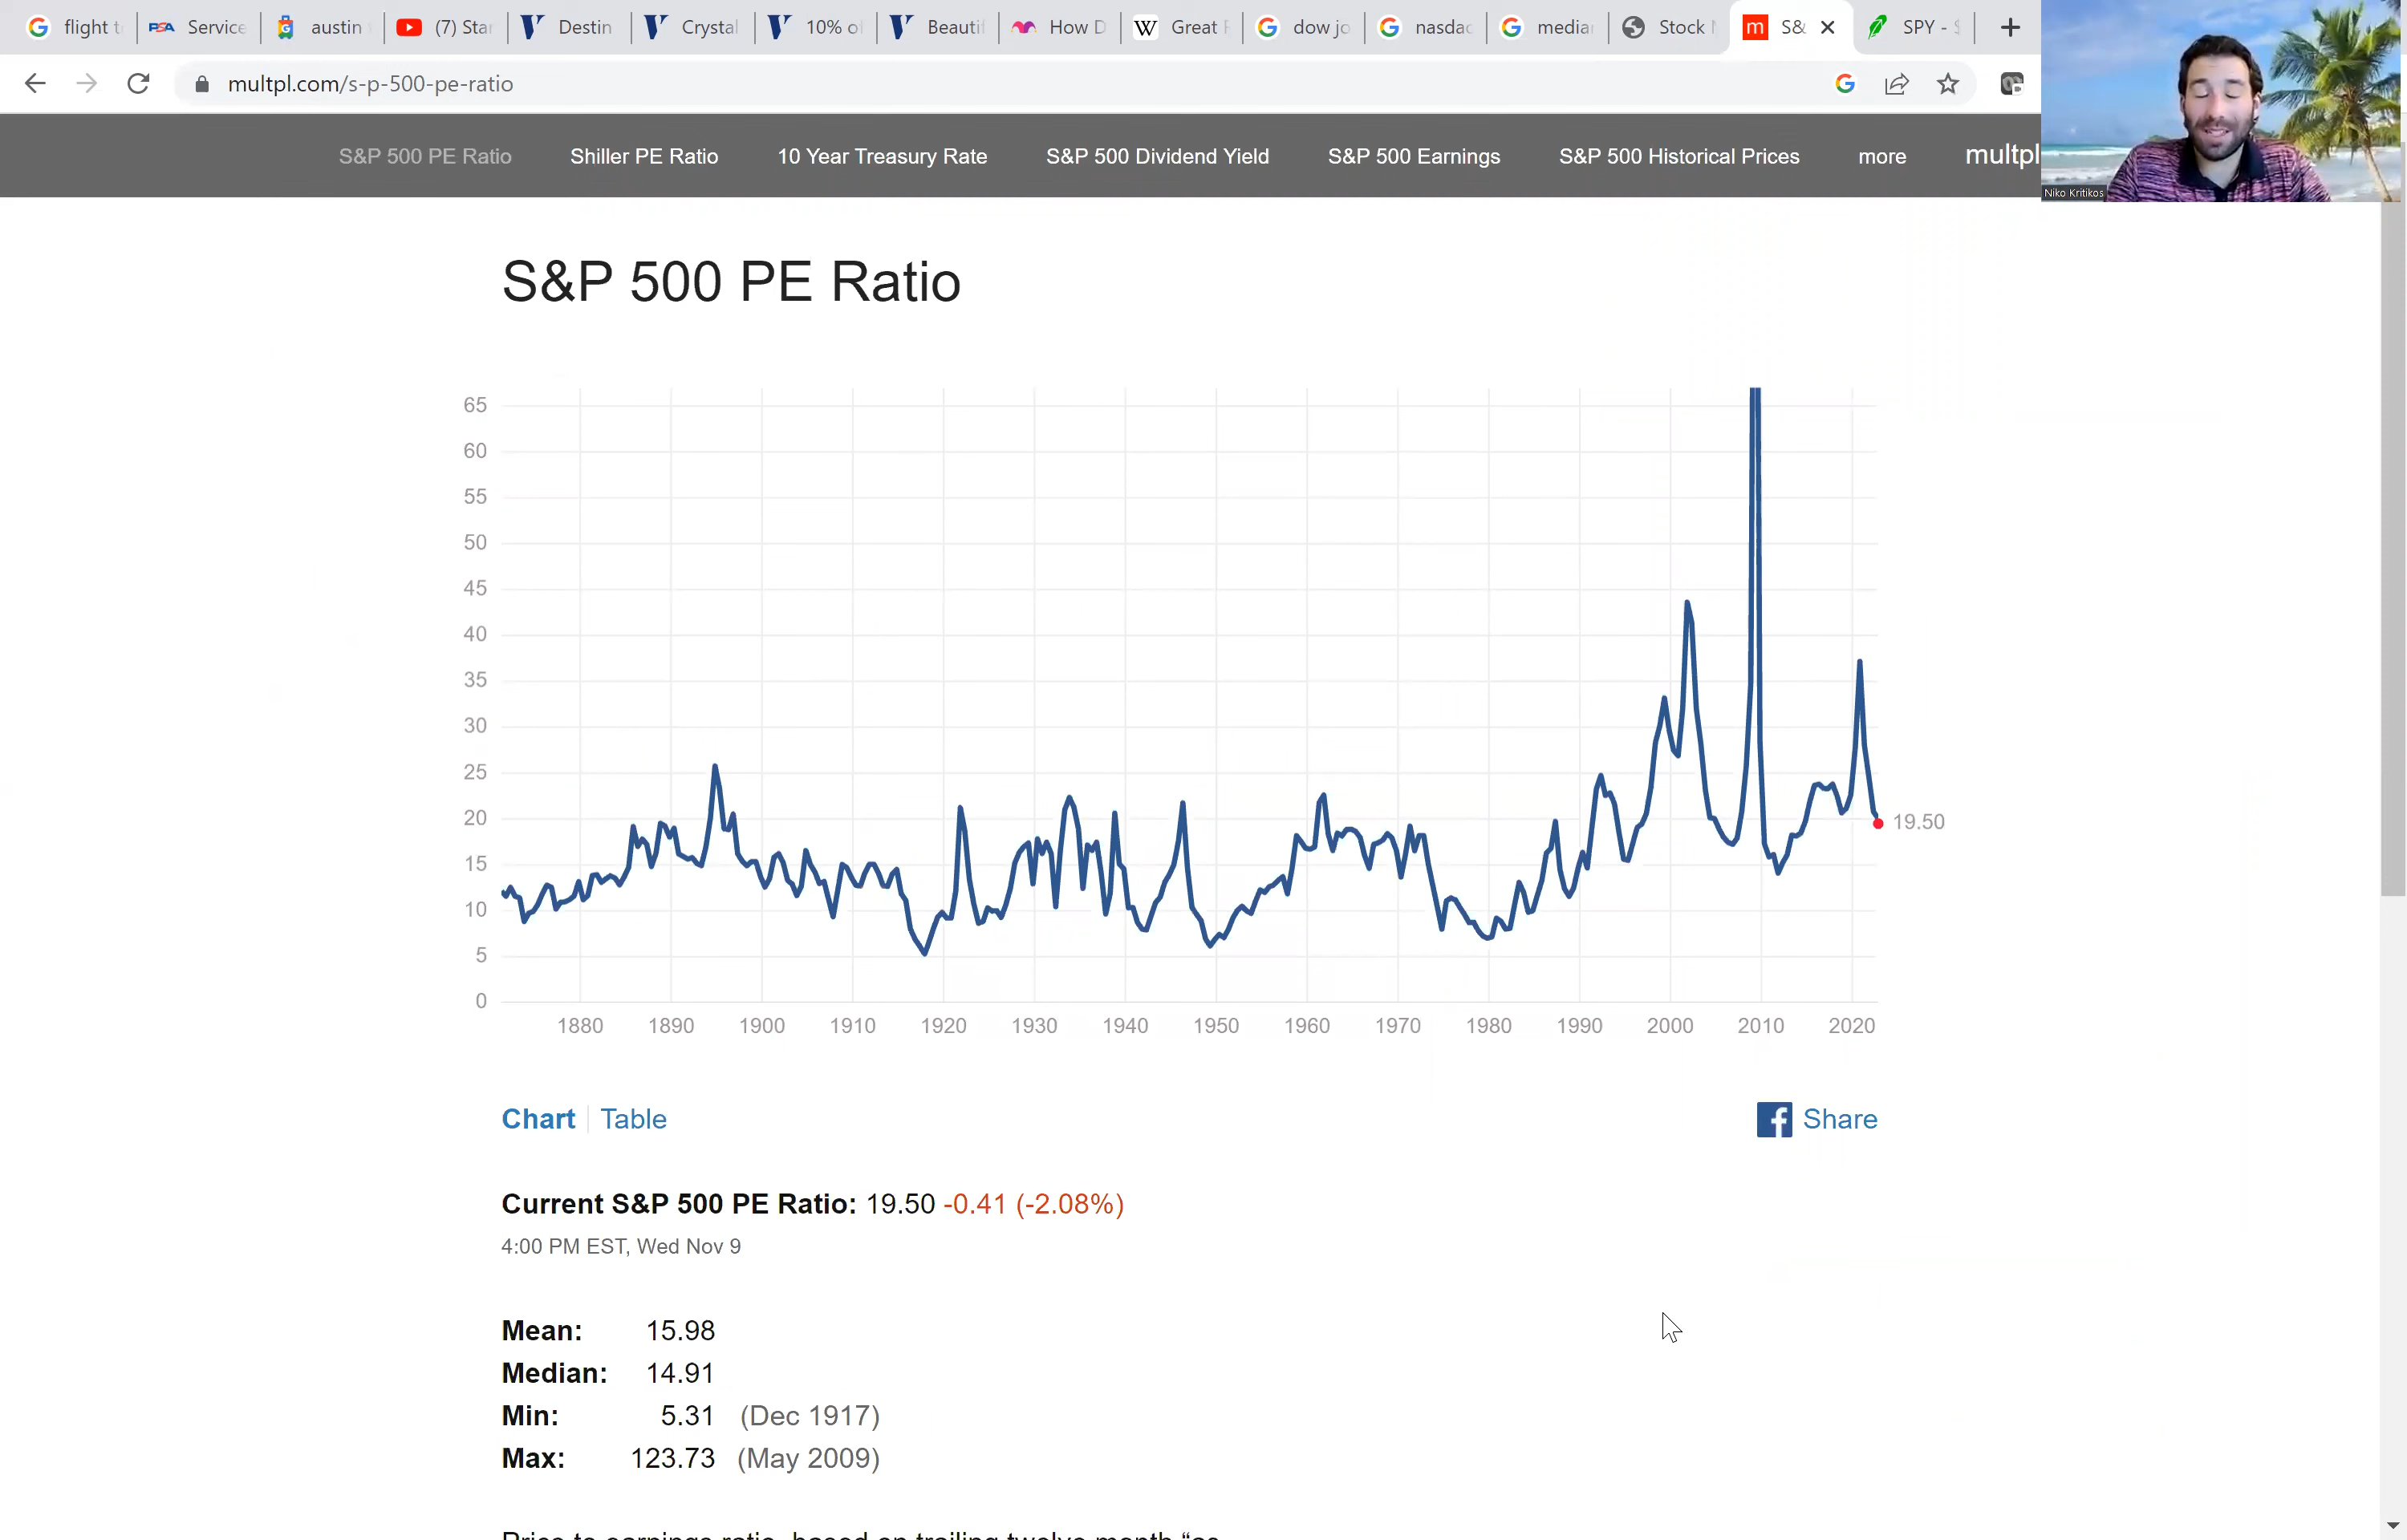 flight t
PSA Service
austin
(7) Star
Destin
Crystal
10% o
Beautif
How D
W Great
dow jo
nasdac
media
Stock
m S&
SPY -
multpl.com/s-p-500-pe-ratio
S&P 500 PE Ratio
Shiller PE Ratio
10 Year Treasury Rate
S&P 500 Dividend Yield
S&P 500 Earnings
S&P 500 Historical Prices
more
multpl
Niko Kritikos
S&P 500 PE Ratio
65
60
55
50
45
40
35
30
25
20
19.50
15
10
5
0
1880 1890 1900 1910 1920 1930 1940 1950 1960 1970 1980 1990 2000 2010 2020
Chart Table
f Share
Current S&P 500 PE Ratio: 19.50 -0.41 (-2.08%)
4:00 PM EST, Wed Nov 9
Mean: 15.98
Median: 14.91
Min: 5.31 (Dec 1917)
Max: 123.73 (May 2009)